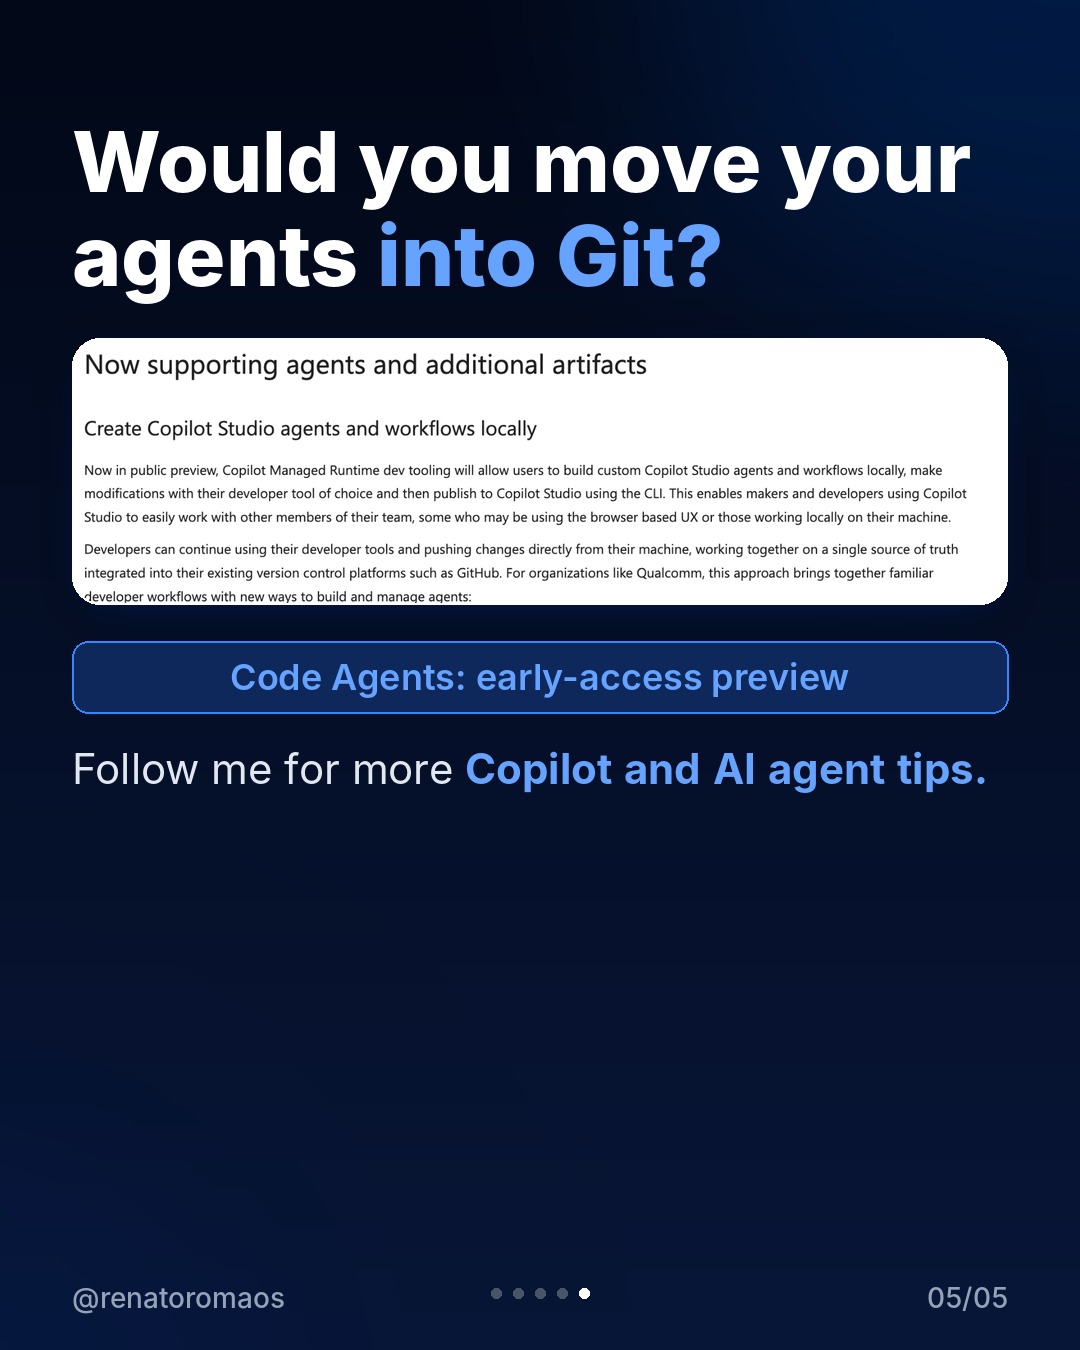 Would you move your
agents into Git?
Now supporting agents and additional artifacts
Create Copilot Studio agents and workflows locally
Now in public preview, Copilot Managed Runtime dev tooling will allow users to build custom Copilot Studio agents and workflows locally, make
modifications with their developer tool of choice and then publish to Copilot Studio using the CLI. This enables makers and developers using Copilot
Studio to easily work with other members of their team, some who may be using the browser based UX or those working locally on their machine.
Developers can continue using their developer tools and pushing changes directly from their machine, working together on a single source of truth
integrated into their existing version control platforms such as GitHub. For organizations like Qualcomm, this approach brings together familiar
developer workflows with new ways to build and manage agents:
Code Agents: early-access preview
Follow me for more Copilot and AI agent tips.
@renatoromaos
05/05